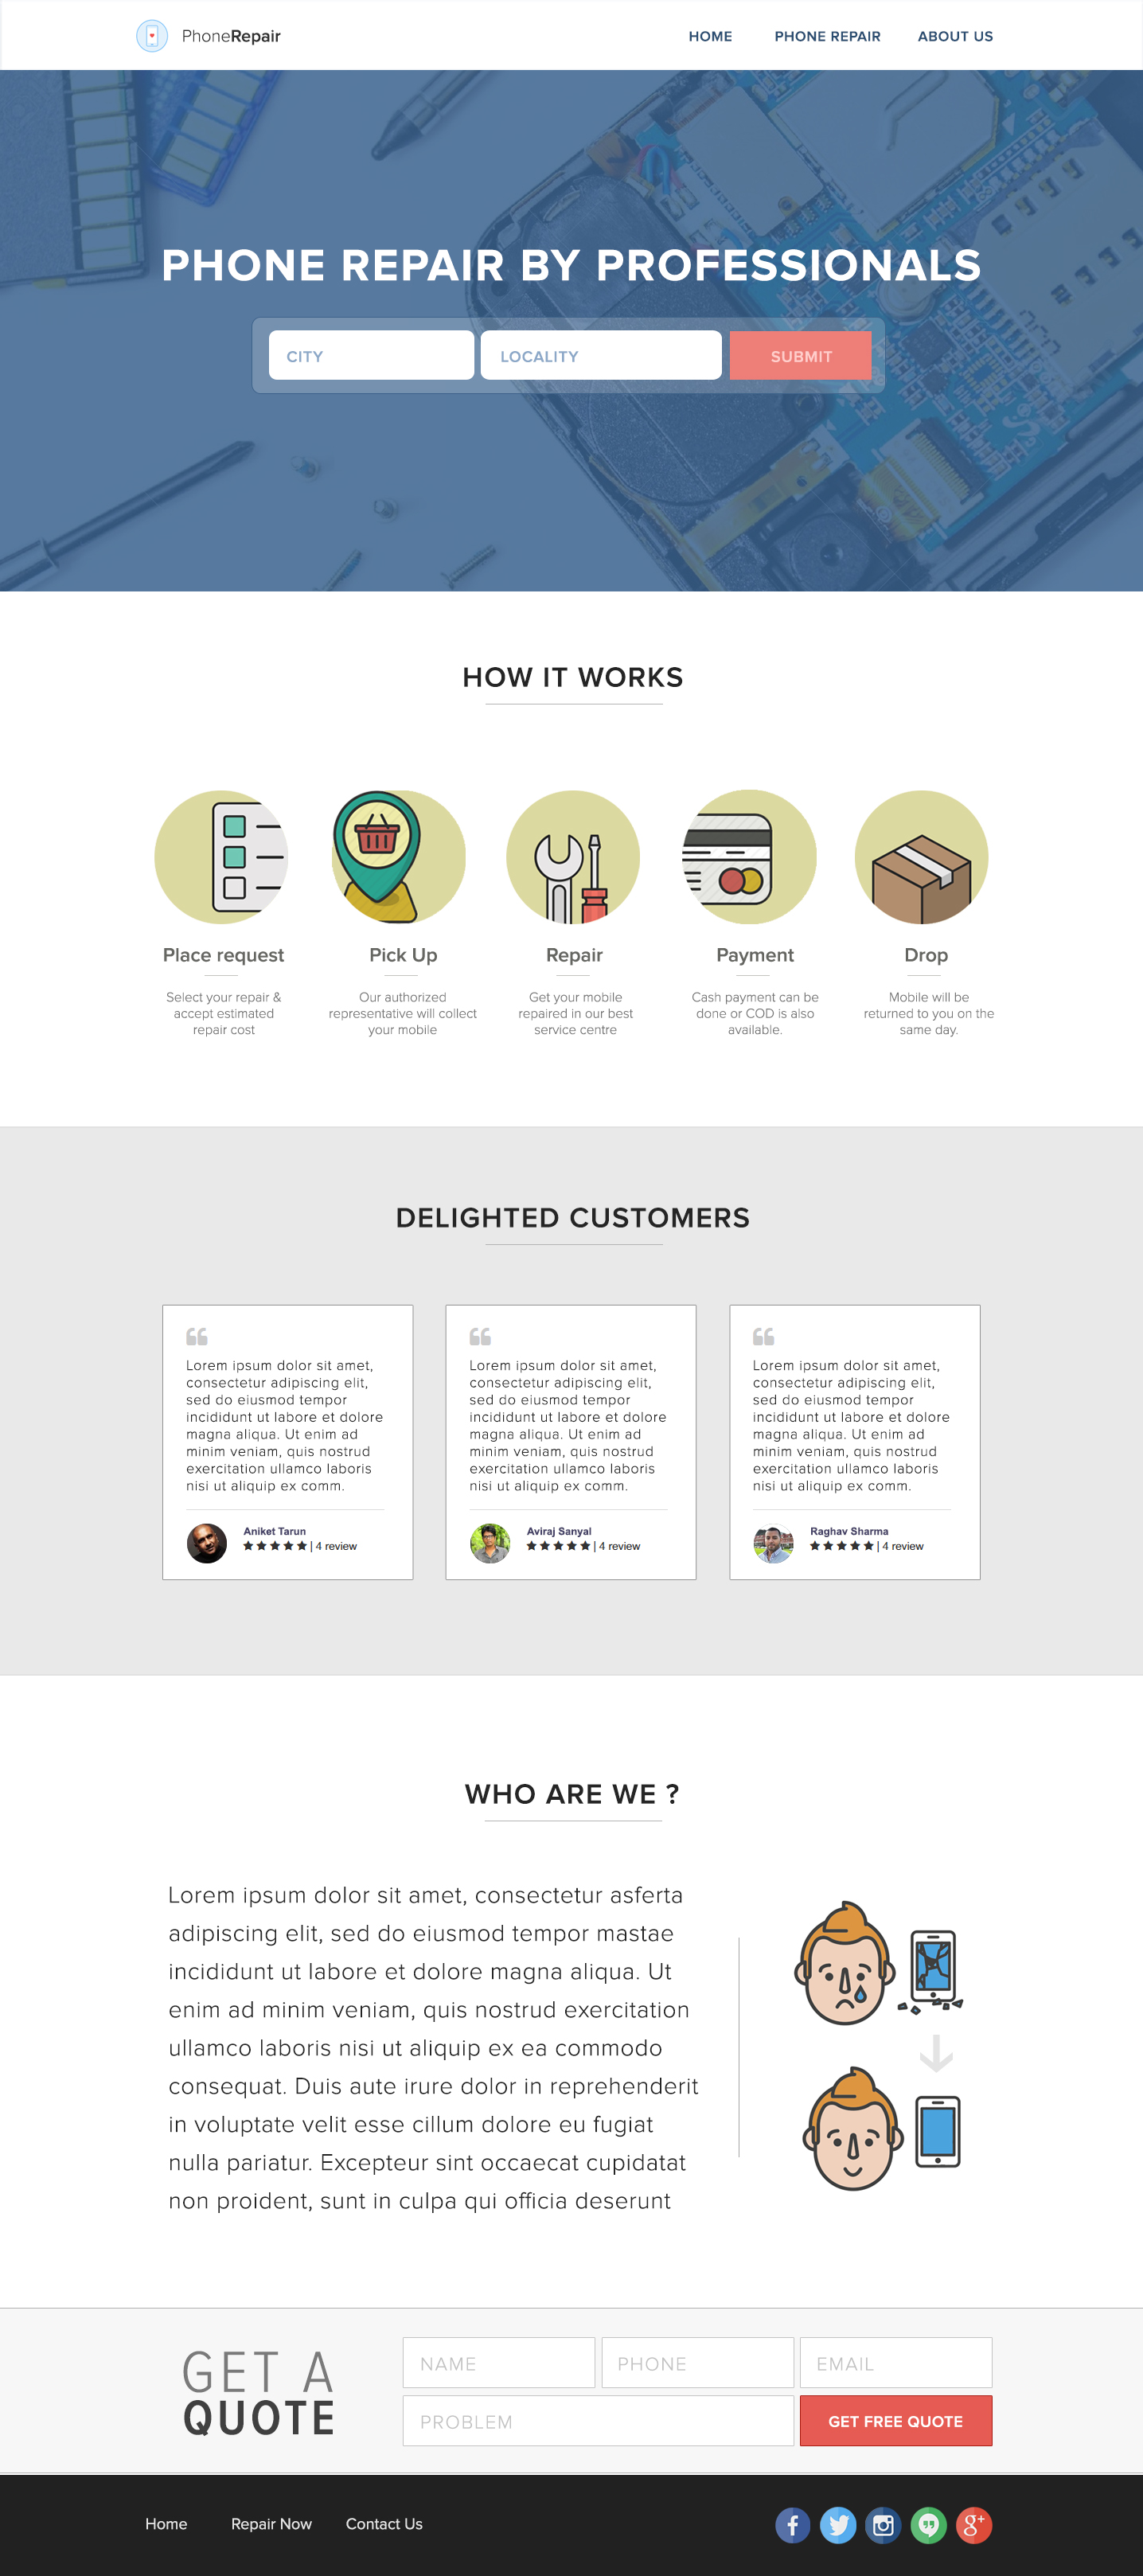 PhoneRepair
HOME PHONE REPAIR ABOUT US
PHONE REPAIR BY PROFESSIONALS
CITY LOCALITY SUBMIT
HOW IT WORKS
Place request
Select your repair &
accept estimated
repair cost
Pick Up
Our authorized
representative will collect
your mobile
Repair
Get your mobile
repaired in our best
service centre
Payment
Cash payment can be
done or COD is also
available.
Drop
Mobile will be
returned to you on the
same day.
DELIGHTED CUSTOMERS
Lorem ipsum dolor sit amet,
consectetur adipiscing elit,
sed do eiusmod tempor
incididunt ut labore et dolore
magna aliqua. Ut enim ad
minim veniam, quis nostrud
exercitation ullamco laboris
nisi ut aliquip ex comm.
Aniket Tarun
★★★★★ | 4 review
Lorem ipsum dolor sit amet,
consectetur adipiscing elit,
sed do eiusmod tempor
incididunt ut labore et dolore
magna aliqua. Ut enim ad
minim veniam, quis nostrud
exercitation ullamco laboris
nisi ut aliquip ex comm.
Aviraj Sanyal
★★★★★ | 4 review
Lorem ipsum dolor sit amet,
consectetur adipiscing elit,
sed do eiusmod tempor
incididunt ut labore et dolore
magna aliqua. Ut enim ad
minim veniam, quis nostrud
exercitation ullamco laboris
nisi ut aliquip ex comm.
Raghav Sharma
★★★★★ | 4 review
WHO ARE WE ?
Lorem ipsum dolor sit amet, consectetur asferta
adipiscing elit, sed do eiusmod tempor mastae
incididunt ut labore et dolore magna aliqua. Ut
enim ad minim veniam, quis nostrud exercitation
ullamco laboris nisi ut aliquip ex ea commodo
consequat. Duis aute irure dolor in reprehenderit
in voluptate velit esse cillum dolore eu fugiat
nulla pariatur. Excepteur sint occaecat cupidatat
non proident, sunt in culpa qui officia deserunt
GET A
QUOTE
NAME PHONE EMAIL
PROBLEM GET FREE QUOTE
Home Repair Now Contact Us